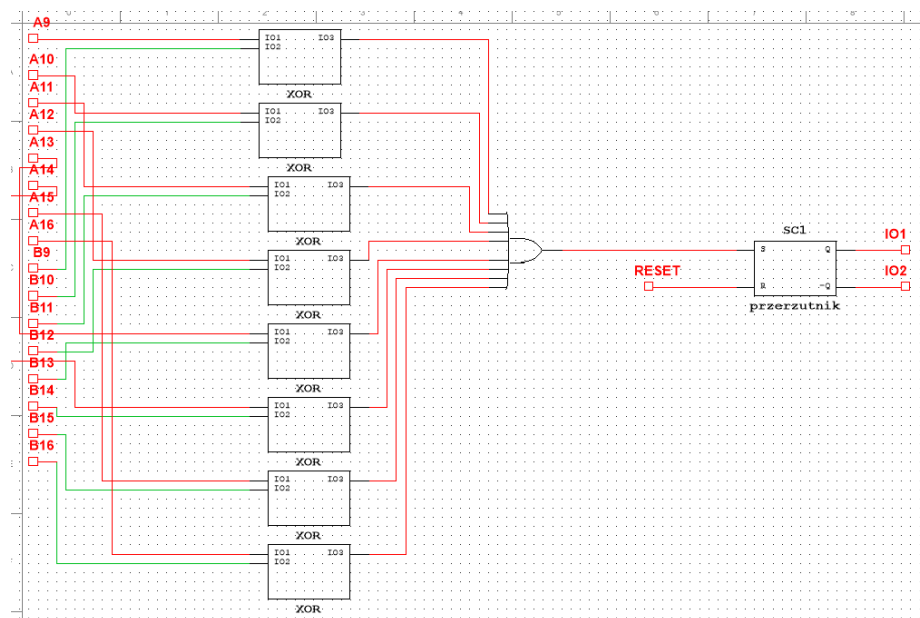 A9
A10
A11
A12
A13
A14
A15
A16
B9
B10
B11
B12
B13
B14
B15
B16
IO1 IO3
IO2
XOR
IO1 IO3
IO2
XOR
IO1 IO3
IO2
XOR
IO1 IO3
IO2
XOR
IO1 IO3
IO2
XOR
IO1 IO3
IO2
XOR
IO1 IO3
IO2
XOR
IO1 IO3
IO2
XOR
RESET
SC1
S Q
R ~Q
przerzutnik
IO1
IO2